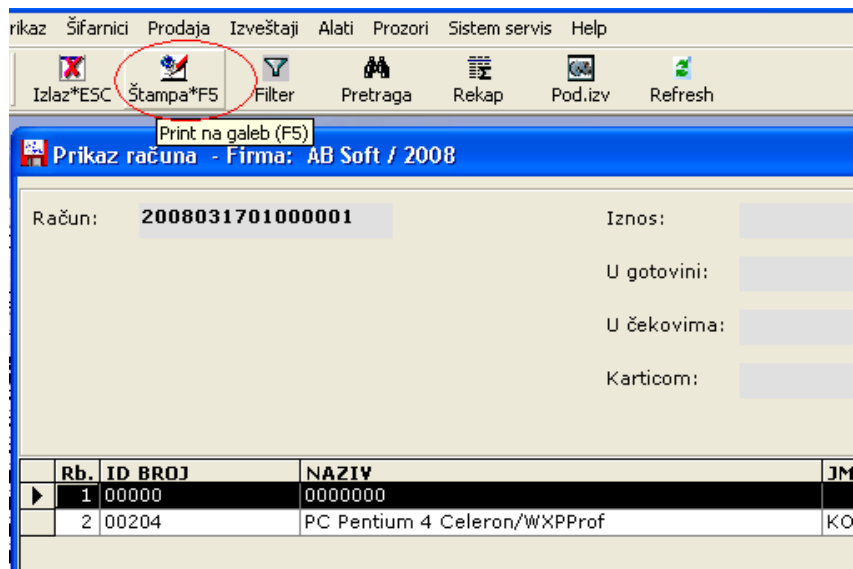 rikaz Šifarnici Prodaja Izveštaji Alati Prozori Sistem servis Help
Izlaz*ESC Štampa*F5 Filter Pretraga Rekap Pod.izv Refresh
Print na galeb (F5)
Prikaz računa - Firma: AB Soft / 2008
Račun: 2008031701000001 Iznos:
U gotovini:
U čekovima:
Karticom:
Rb. ID BROJ NAZIV JM
1 00000 0000000
2 00204 PC Pentium 4 Celeron/WXPProf KO